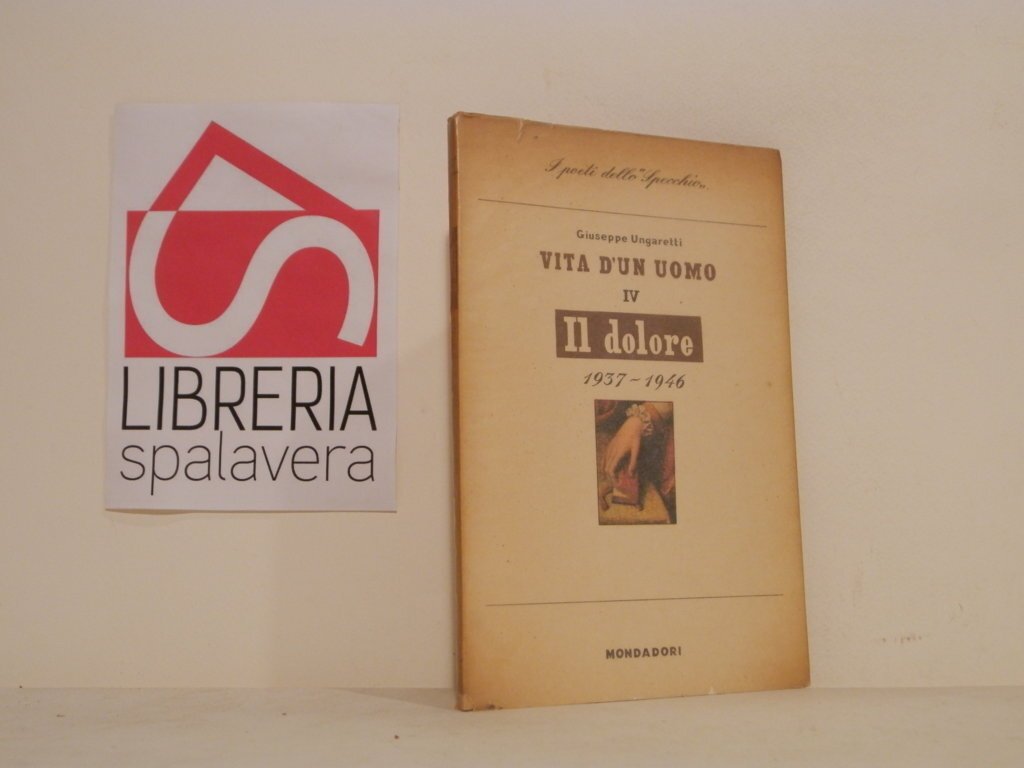 LIBRERIA
spalavera
I poeti dello "Specchio„
Giuseppe Ungaretti
VITA D'UN UOMO
IV
Il dolore
1937-1946
MONDADORI